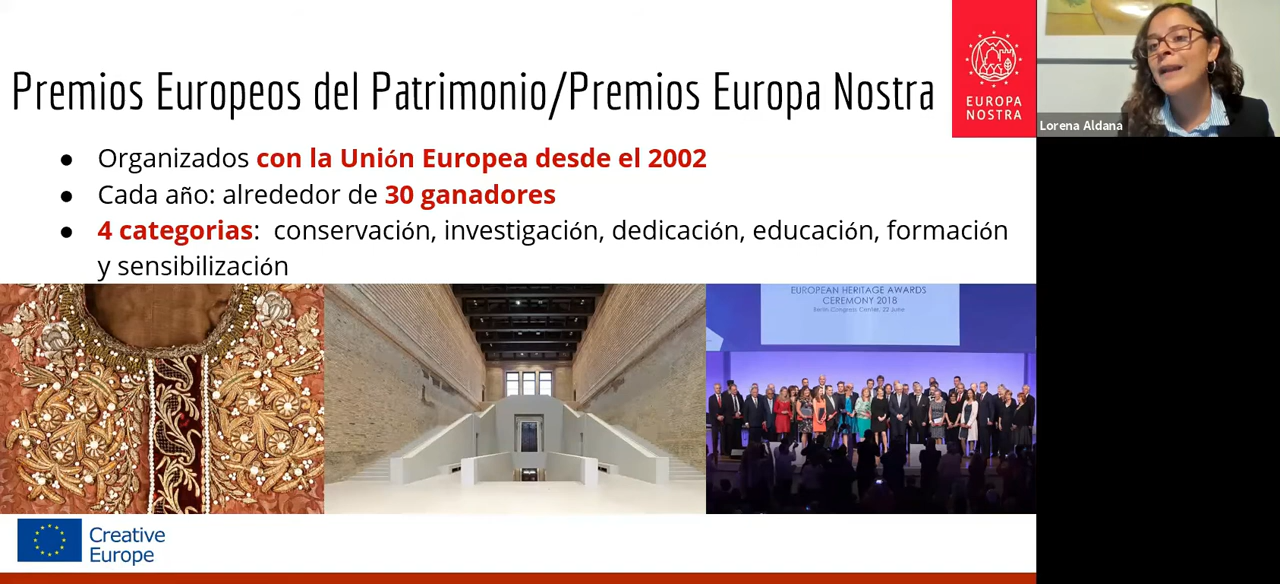 Premios Europeos del Patrimonio/Premios Europa Nostra
EUROPA
NOSTRA
Lorena Aldana
● Organizados con la Unión Europea desde el 2002
● Cada año: alrededor de 30 ganadores
● 4 categorias: conservación, investigación, dedicación, educación, formación
y sensibilización
EUROPEAN HERITAGE AWARDS
CEREMONY 2018
Berlin Congress Center, 22 June
Creative
Europe